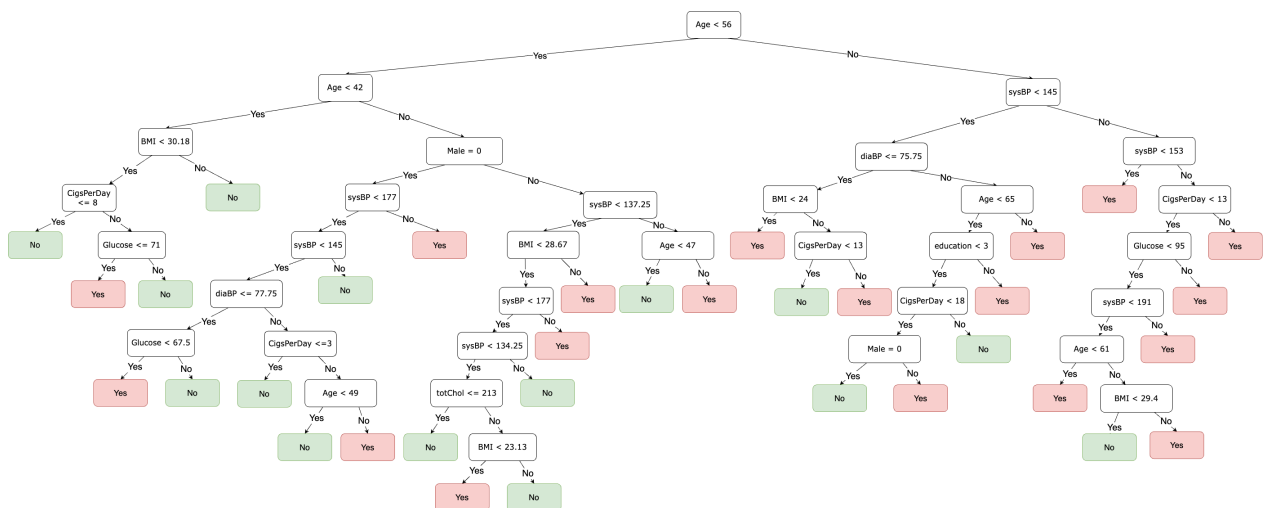 Age < 56
Yes
No
Age < 42
sysBP < 145
Yes
No
Yes
No
BMI < 30.18
Male = 0
diaBP <= 75.75
sysBP < 153
Yes
No
Yes
No
Yes
No
Yes
No
CigsPerDay
<= 8
No
sysBP < 177
sysBP < 137.25
BMI < 24
Age < 65
Yes
CigsPerDay < 13
Yes
No
Yes
No
Yes
No
Yes
No
Yes
No
Yes
No
No
Glucose <= 71
sysBP < 145
Yes
BMI < 28.67
Age < 47
Yes
CigsPerDay < 13
education < 3
Yes
Glucose < 95
Yes
Yes
No
Yes
No
Yes
No
Yes
No
Yes
No
Yes
No
Yes
No
Yes
No
diaBP <= 77.75
No
sysBP < 177
Yes
No
Yes
No
Yes
CigsPerDay < 18
Yes
sysBP < 191
Yes
Yes
No
Yes
No
Yes
No
Yes
No
Glucose < 67.5
CigsPerDay <=3
sysBP < 134.25
Yes
Male = 0
No
Age < 61
Yes
Yes
No
Yes
No
Yes
No
Yes
No
Yes
No
Yes
No
No
Age < 49
totChol <= 213
No
No
Yes
Yes
BMI < 29.4
Yes
No
Yes
No
Yes
No
No
Yes
No
BMI < 23.13
No
Yes
Yes
No
Yes
No